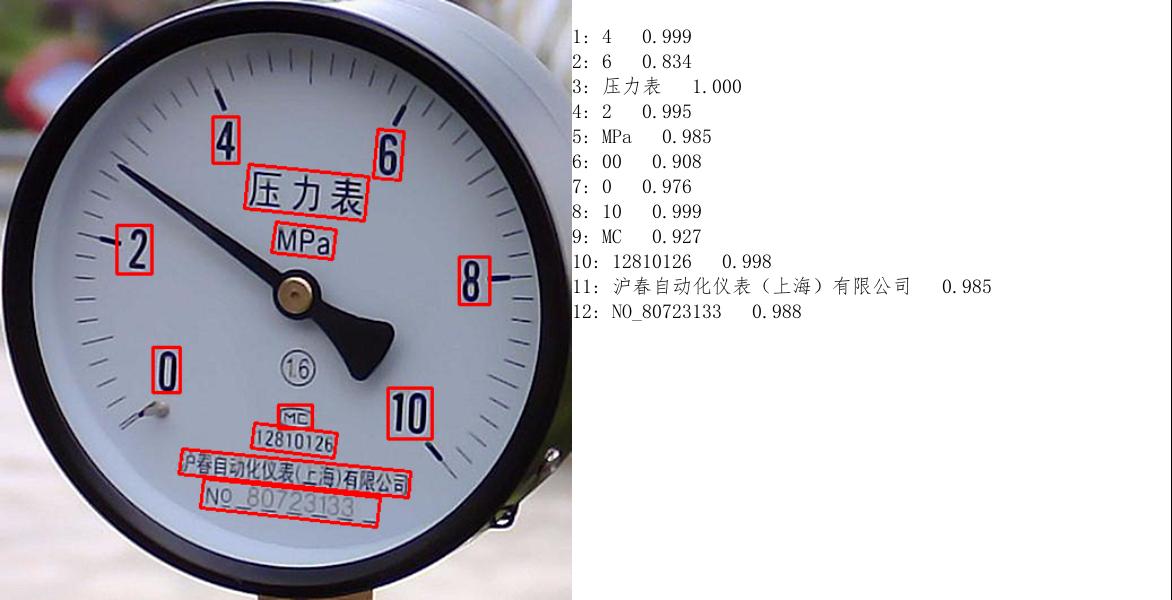 4
6
压力表
MPa
2
8
0
1.6
10
MC
12810126
沪春自动化仪表(上海)有限公司
No_80723133_
1: 4 0.999
2: 6 0.834
3: 压力表 1.000
4: 2 0.995
5: MPa 0.985
6: 00 0.908
7: 0 0.976
8: 10 0.999
9: MC 0.927
10: 12810126 0.998
11: 沪春自动化仪表（上海）有限公司 0.985
12: NO_80723133 0.988